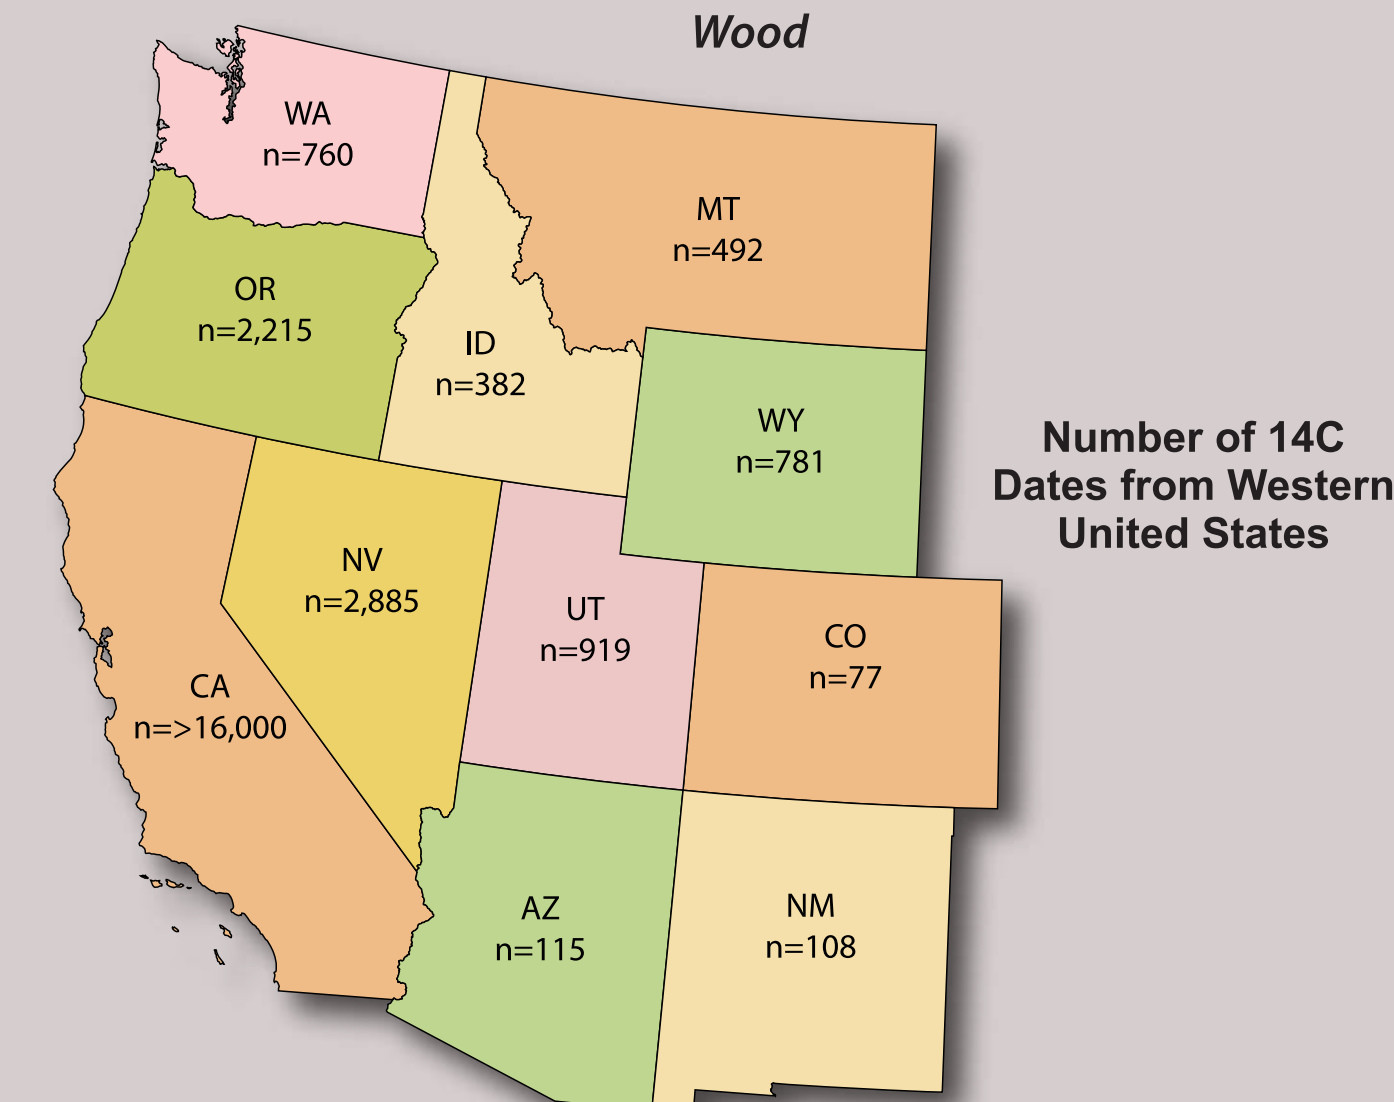 Wood
WA
n=760
MT
n=492
OR
n=2,215
ID
n=382
WY
n=781
Number of 14C
Dates from Western
United States
NV
n=2,885
UT
n=919
CO
n=77
CA
n=>16,000
AZ
n=115
NM
n=108